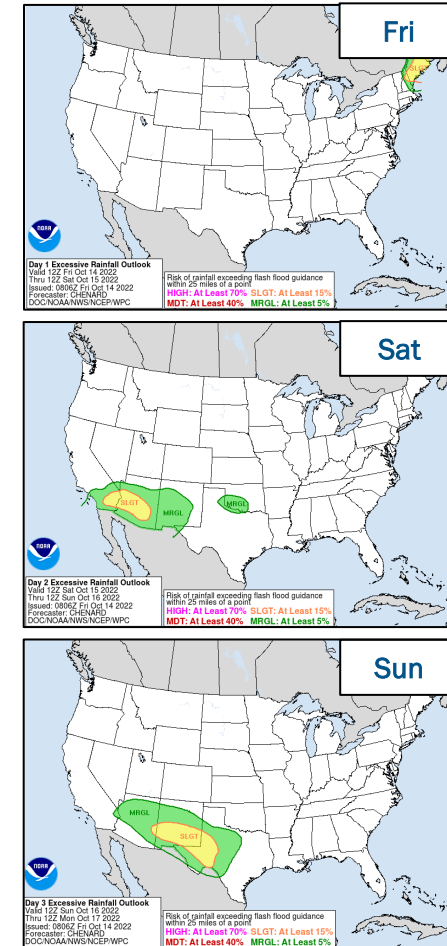 Fri
SLGT
NOAA
Day 1 Excessive Rainfall Outlook
Valid 12Z Fri Oct 14 2022
Thru 12Z Sat Oct 15 2022
Issued: 0806Z Fri Oct 14 2022
Forecaster: CHENARD
DOC/NOAA/NWS/NCEP/WPC
Risk of rainfall exceeding flash flood guidance
within 25 miles of a point
HIGH: At Least 70% SLGT: At Least 15%
MDT: At Least 40% MRGL: At Least 5%
Sat
SLGT
MRGL
MRGL
NOAA
Day 2 Excessive Rainfall Outlook
Valid 12Z Sat Oct 15 2022
Thru 12Z Sun Oct 16 2022
Issued: 0806Z Fri Oct 14 2022
Forecaster: CHENARD
DOC/NOAA/NWS/NCEP/WPC
Risk of rainfall exceeding flash flood guidance
within 25 miles of a point
HIGH: At Least 70% SLGT: At Least 15%
MDT: At Least 40% MRGL: At Least 5%
Sun
MRGL
SLGT
NOAA
Day 3 Excessive Rainfall Outlook
Valid 12Z Sun Oct 16 2022
Thru 12Z Mon Oct 17 2022
Issued: 0806Z Fri Oct 14 2022
Forecaster: CHENARD
DOC/NOAA/NWS/NCEP/WPC
Risk of rainfall exceeding flash flood guidance
within 25 miles of a point
HIGH: At Least 70% SLGT: At Least 15%
MDT: At Least 40% MRGL: At Least 5%